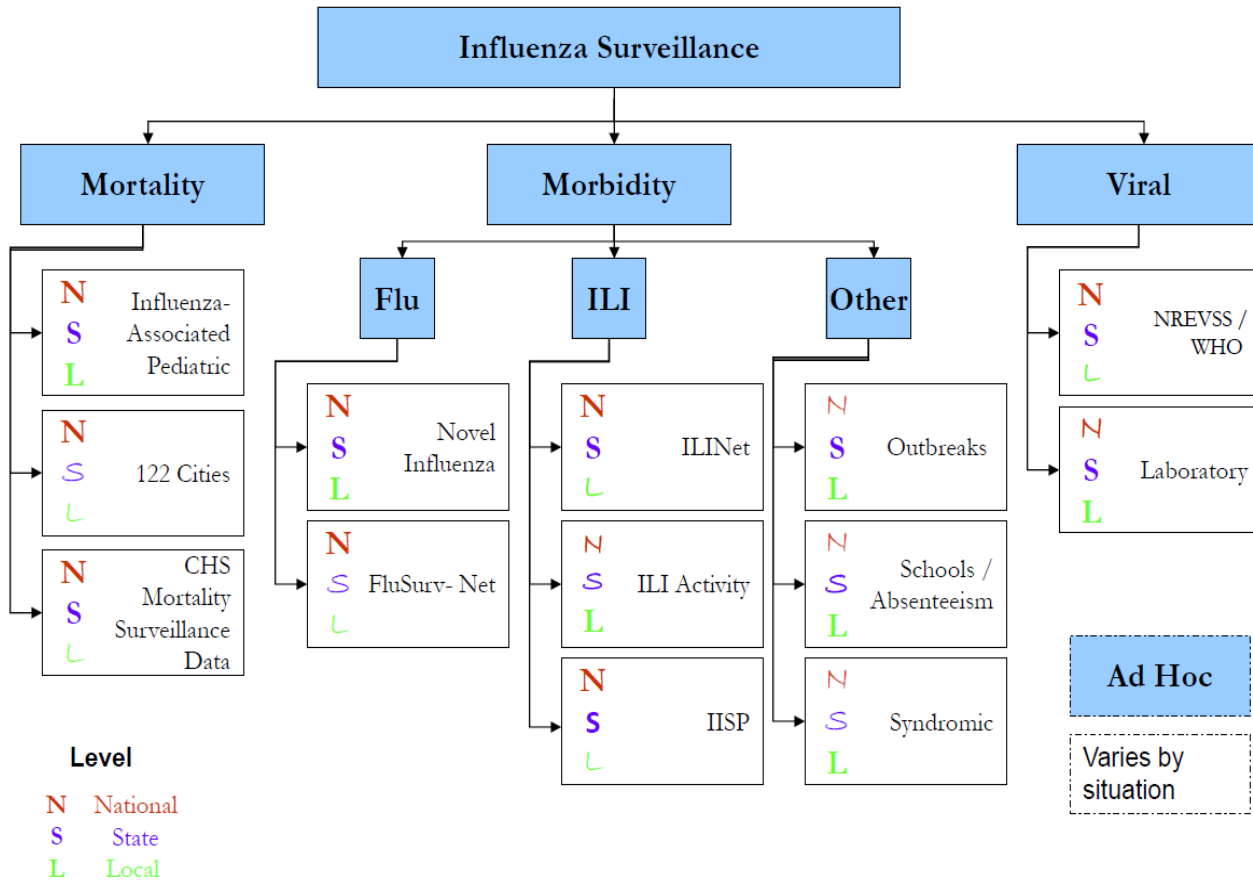 Influenza Surveillance
Mortality
Morbidity
Viral
Flu
ILI
Other
N
S
L
Influenza-
Associated
Pediatric
N
S
L
122 Cities
N
S
L
CHS
Mortality
Surveillance
Data
N
S
L
Novel
Influenza
N
S
L
FluSurv- Net
N
S
L
ILINet
N
S
L
ILI Activity
N
S
L
IISP
N
S
L
Outbreaks
N
S
L
Schools /
Absenteeism
N
S
L
Syndromic
N
S
L
NREVSS /
WHO
N
S
L
Laboratory
Ad Hoc
Varies by
situation
Level
N National
S State
L Local